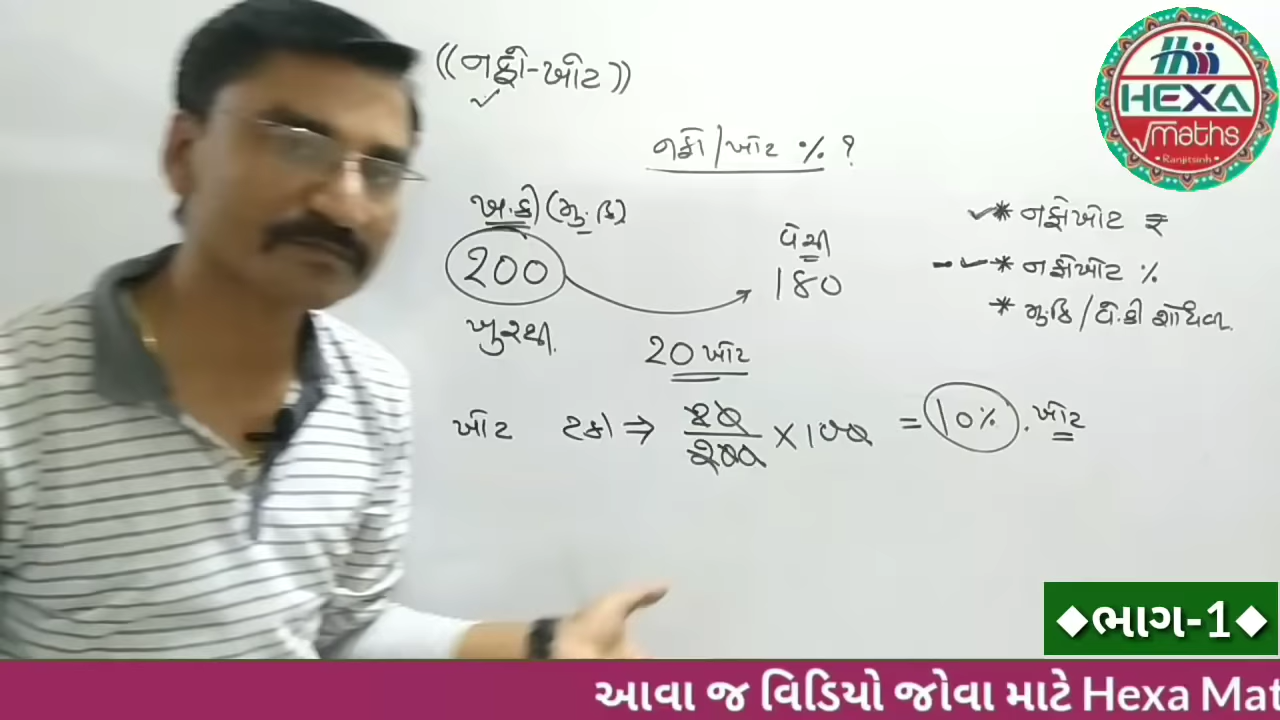 ((નફો-ખોટ))
નફો/ખોટ % ?
ખ.કિં (મુ.કિં)
200
ખુરશી.
વેચી
180
20 ખોટ
ખોટ ટકા ⇒ 20/200 × 100 = 10%. ખોટ
* નફોખોટ ₹
* નફોખોટ %
* મુ.કિં / વે.કિં શોધવા.
HEXA
√maths
Ranjitsinh
◆ભાગ-1◆
આવા જ વિડિયો જોવા માટે Hexa Mat